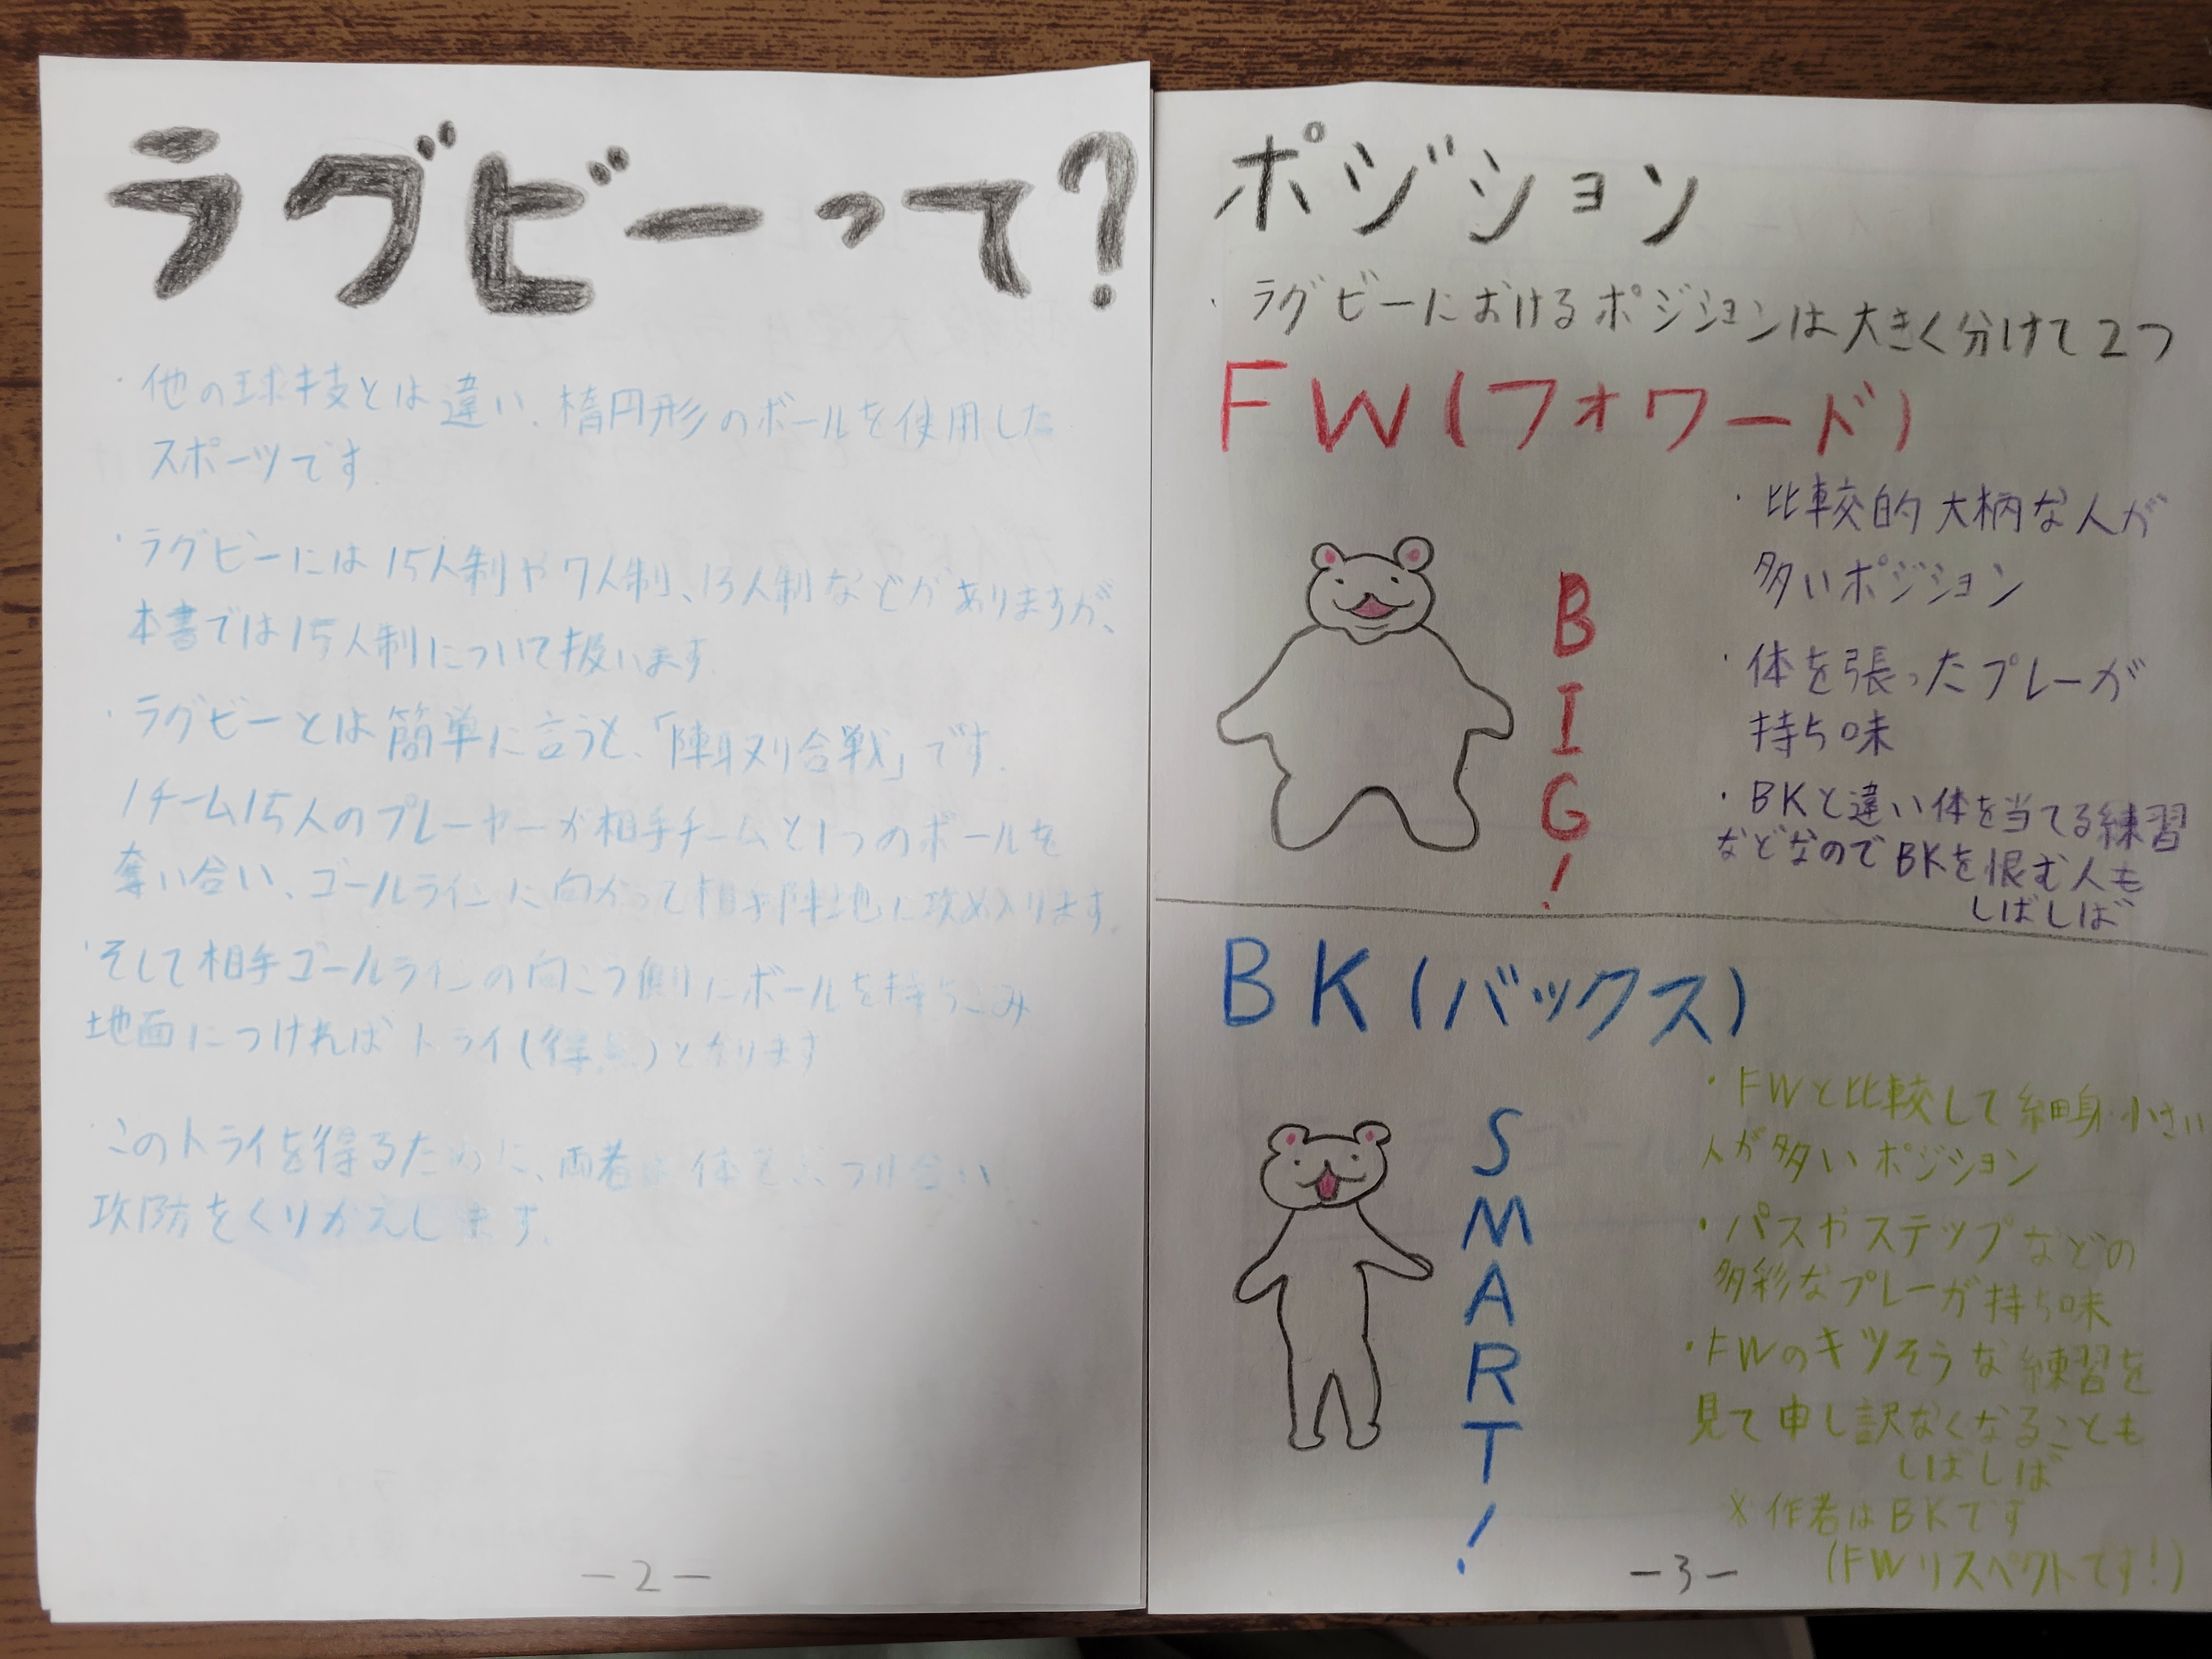 ラグビーって?
・他の球技とは違い、楕円形のボールを使用した
スポーツです.
・ラグビーには15人制や7人制、13人制などがありますが、
本書では15人制について扱います.
・ラグビーとは簡単に言うと、「陣取り合戦」です.
1チーム15人のプレーヤーが相手チームと1つのボールを
奪い合い、ゴールラインに向かって相手陣地に攻め入ります.
・そして相手ゴールラインの向こう側にボールを持ちこみ
地面につければトライ(得点)となります
・このトライを得るために、両者は体をぶつけ合い
攻防をくりかえします.
-2-
ポジション
・ラグビーにおけるポジションは大きく分けて2つ
FW(フォワード)
BIG!
・比較的大柄な人が
多いポジション
・体を張ったプレーが
持ち味
・BKと違い体を当てる練習
などなのでBKを恨む人も
しばしば
BK(バックス)
SMART!
・FWと比較して細身・小さい
人が多いポジション
・パスやステップなどの
多彩なプレーが持ち味
・FWのキツそうな練習を
見て申し訳なくなることも
しばしば
※作者はBKです
(FWリスペクトです!)
-3-